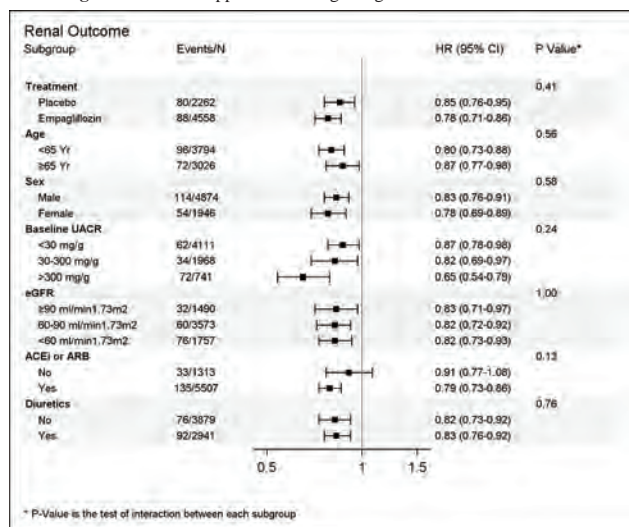 Renal Outcome
Subgroup Events/N HR (95% CI) P Value*
Treatment 0.41
Placebo 80/2262 0.85 (0.76-0.95)
Empagliflozin 88/4558 0.78 (0.71-0.86)
Age 0.56
<65 Yr 96/3794 0.80 (0.73-0.88)
≥65 Yr 72/3026 0.87 (0.77-0.98)
Sex 0.58
Male 114/4874 0.83 (0.76-0.91)
Female 54/1946 0.78 (0.69-0.89)
Baseline UACR 0.24
<30 mg/g 62/4111 0.87 (0.78-0.98)
30-300 mg/g 34/1968 0.82 (0.69-0.97)
>300 mg/g 72/741 0.65 (0.54-0.79)
eGFR 1.00
≥90 ml/min1.73m2 32/1490 0.83 (0.71-0.97)
60-90 ml/min1.73m2 60/3573 0.82 (0.72-0.92)
<60 ml/min1.73m2 76/1757 0.82 (0.73-0.93)
ACEi or ARB 0.13
No 33/1313 0.91 (0.77-1.08)
Yes 135/5507 0.79 (0.73-0.86)
Diuretics 0.76
No 76/3879 0.82 (0.73-0.92)
Yes 92/2941 0.83 (0.76-0.92)
0.5 1 1.5
* P-Value is the test of interaction between each subgroup